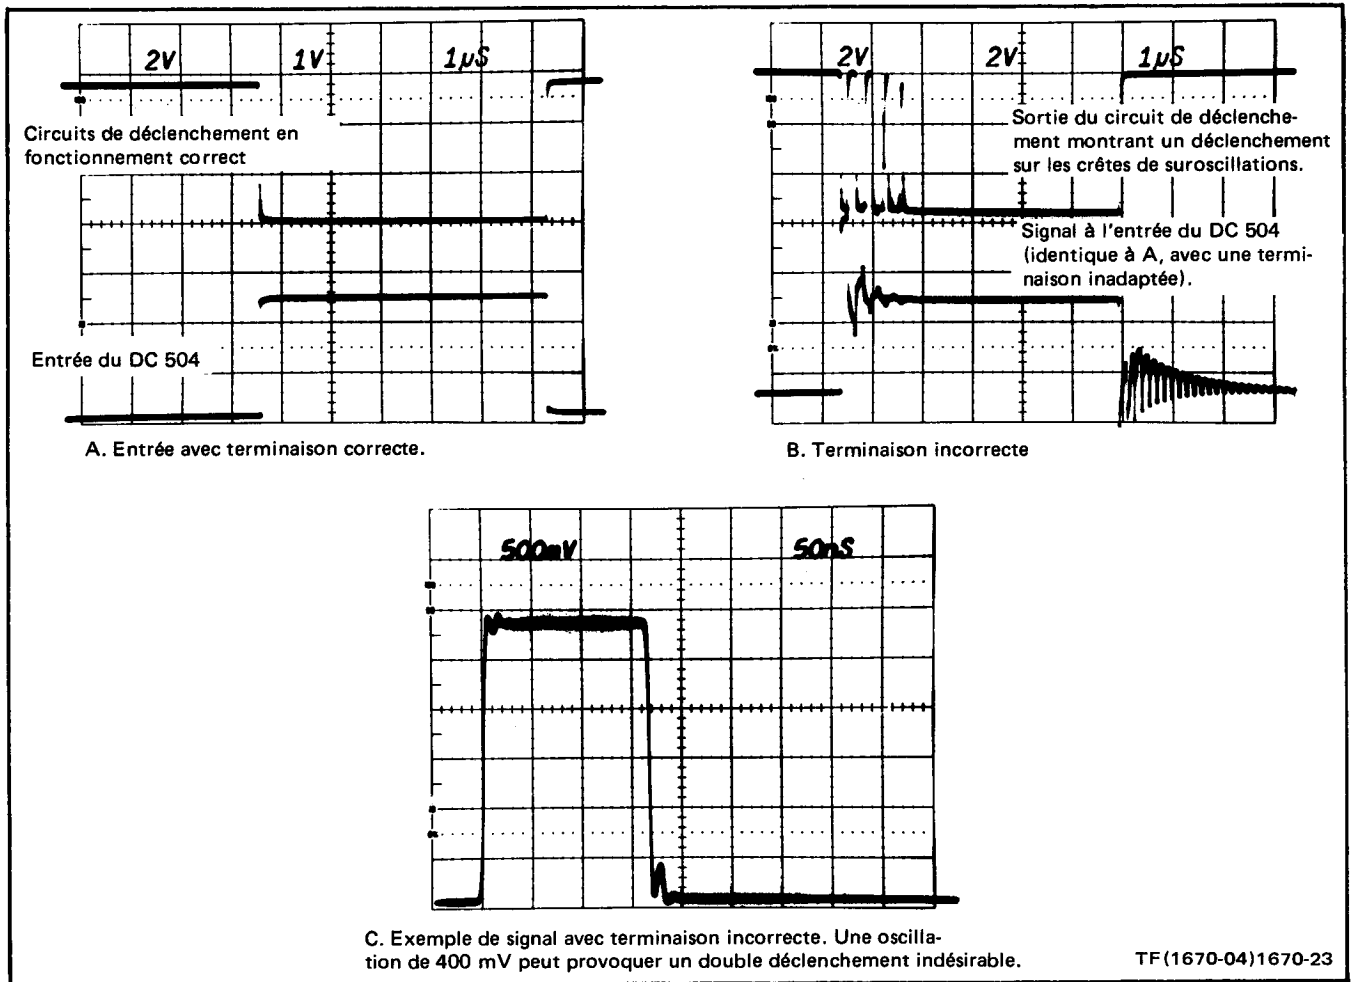 2V 1V 1µS
Circuits de déclenchement en
fonctionnement correct
Entrée du DC 504
A. Entrée avec terminaison correcte.
2V 2V 1µS
Sortie du circuit de déclenche-
ment montrant un déclenchement
sur les crêtes de suroscillations.
Signal à l'entrée du DC 504
(identique à A, avec une termi-
naison inadaptée).
B. Terminaison incorrecte
500mV 50nS
C. Exemple de signal avec terminaison incorrecte. Une oscilla-
tion de 400 mV peut provoquer un double déclenchement indésirable.
TF(1670-04)1670-23